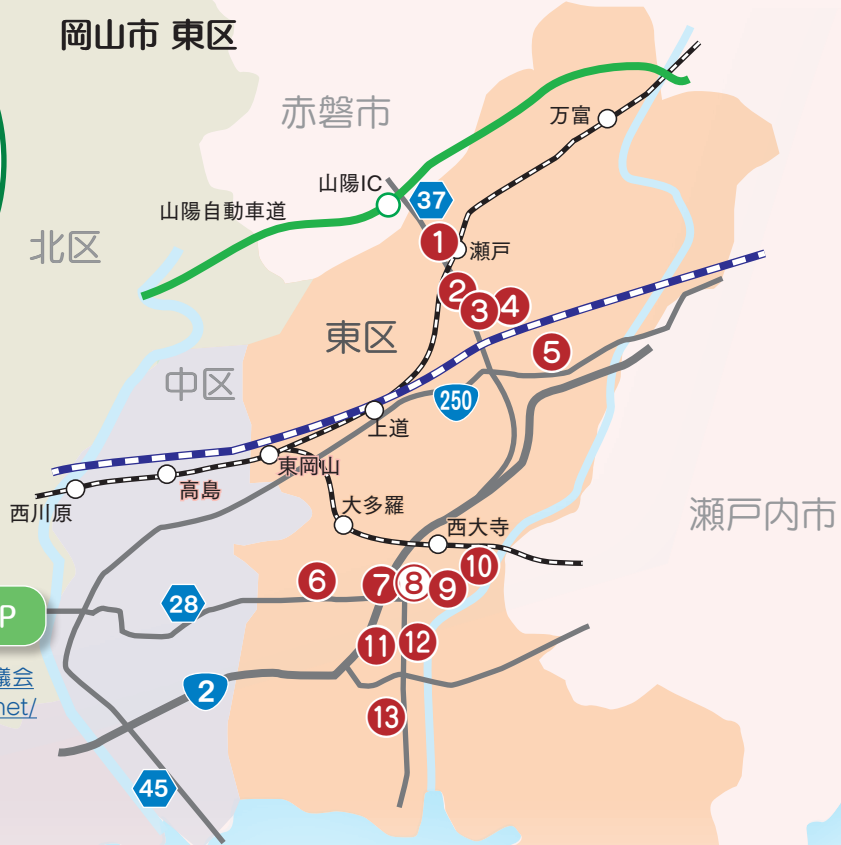 岡山市 東区
赤磐市
万富
山陽IC
37
山陽自動車道
1
瀬戸
北区
2
3
4
東区
5
中区
250
上道
東岡山
高島
西川原
大多羅
西大寺
瀬戸内市
10
6
7
8
9
28
P
11
12
議会
2
net/
13
45